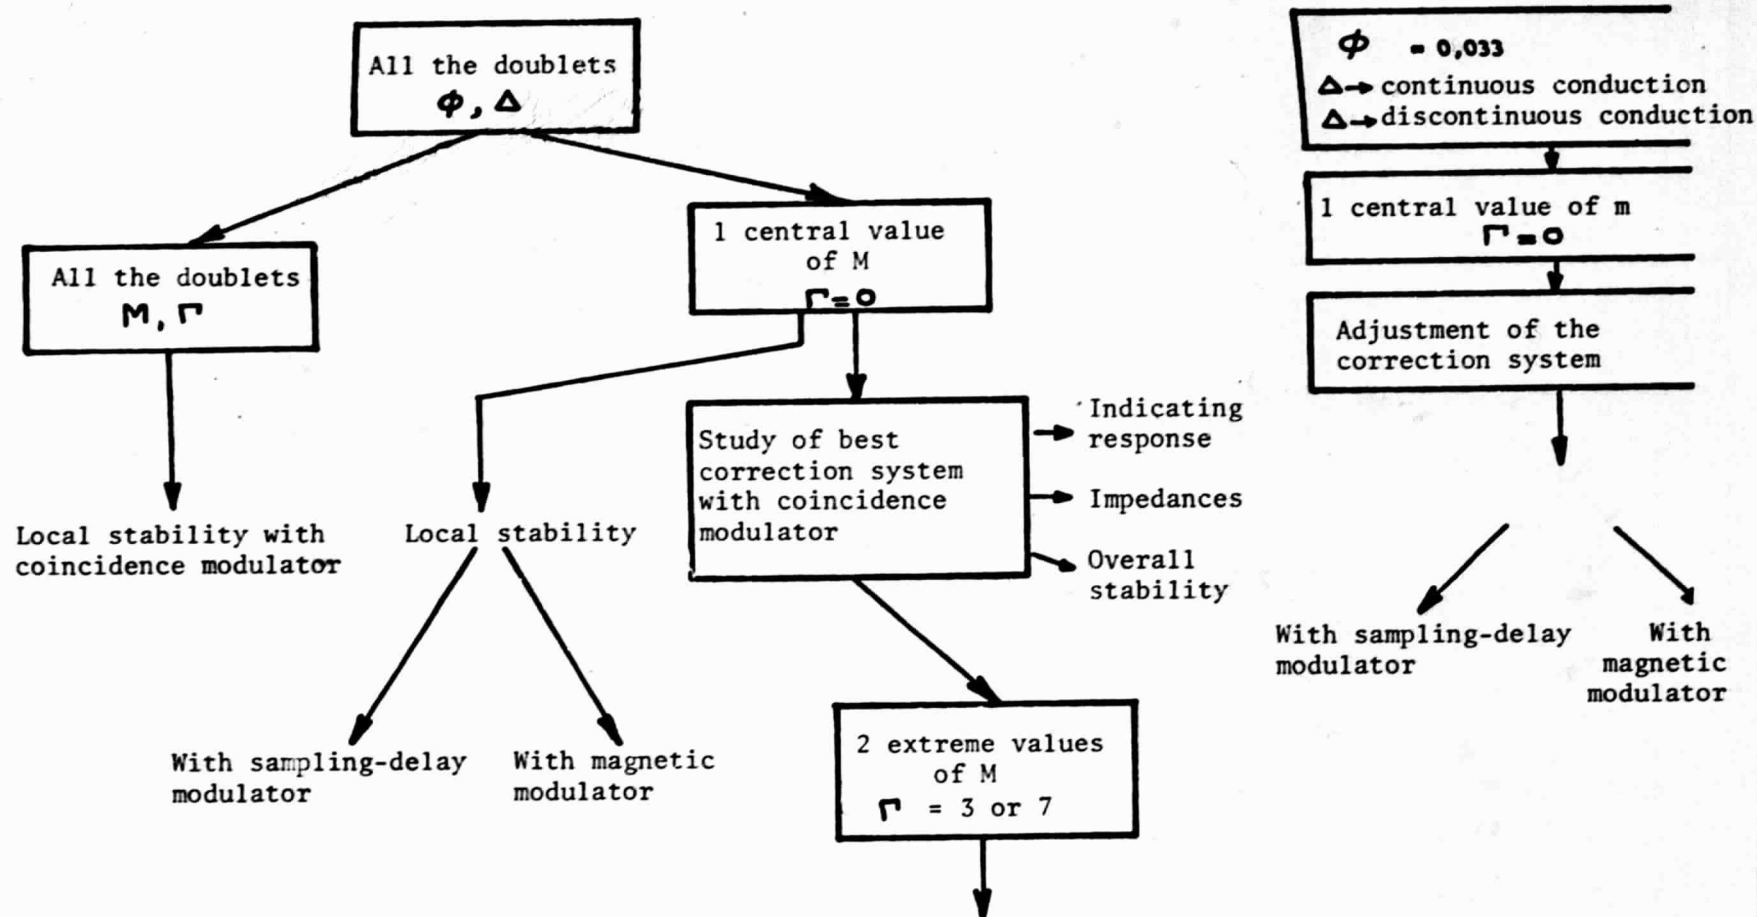 All the doublets
ϕ, Δ
All the doublets
M, Γ
1 central value
of M
Γ=0
Local stability with
coincidence modulator
Local stability
Study of best
correction system
with coincidence
modulator
Indicating
response
Impedances
Overall
stability
With sampling-delay
modulator
With magnetic
modulator
2 extreme values
of M
Γ = 3 or 7
ϕ = 0,033
Δ→ continuous conduction
Δ→ discontinuous conduction
1 central value of m
Γ=0
Adjustment of the
correction system
With sampling-delay
modulator
With
magnetic
modulator